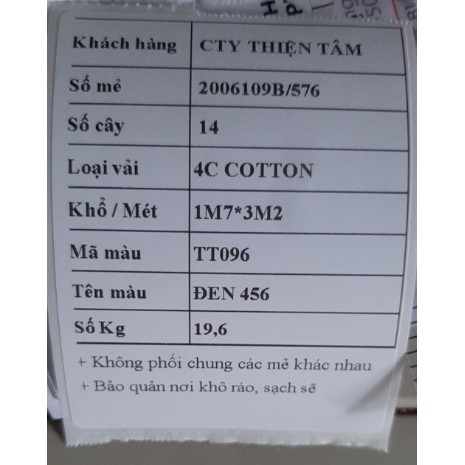 Khách hàng CTY THIỆN TÂM
Số mẻ 2006109B/576
Số cây 14
Loại vải 4C COTTON
Khổ / Mét 1M7*3M2
Mã màu TT096
Tên màu ĐEN 456
Số Kg 19,6
+ Không phối chung các mẻ khác nhau
+ Bảo quản nơi khô ráo, sạch sẽ